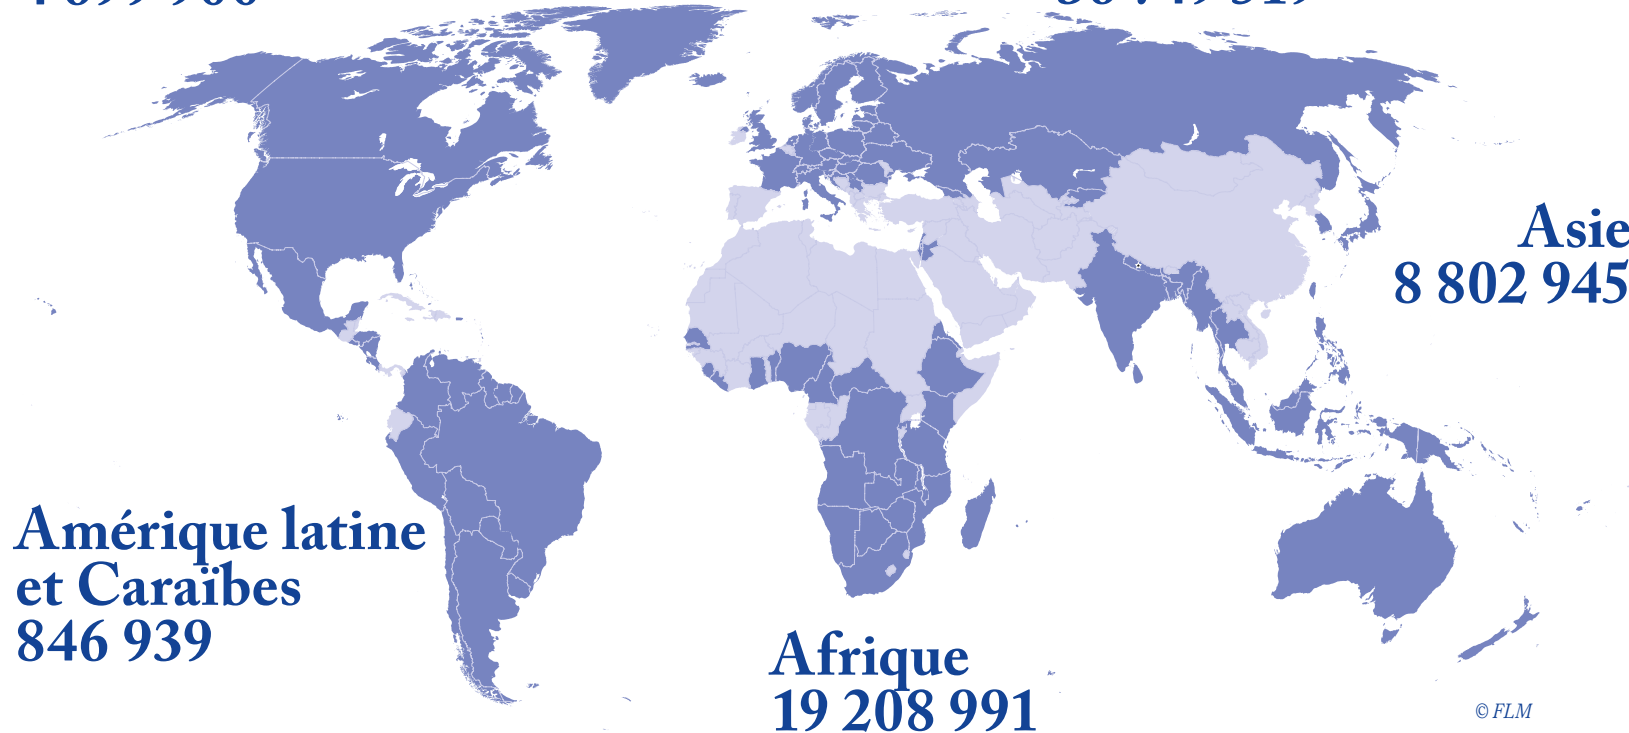 Asie
8 802 945
Amérique latine
et Caraïbes
846 939
Afrique
19 208 991
© FLM